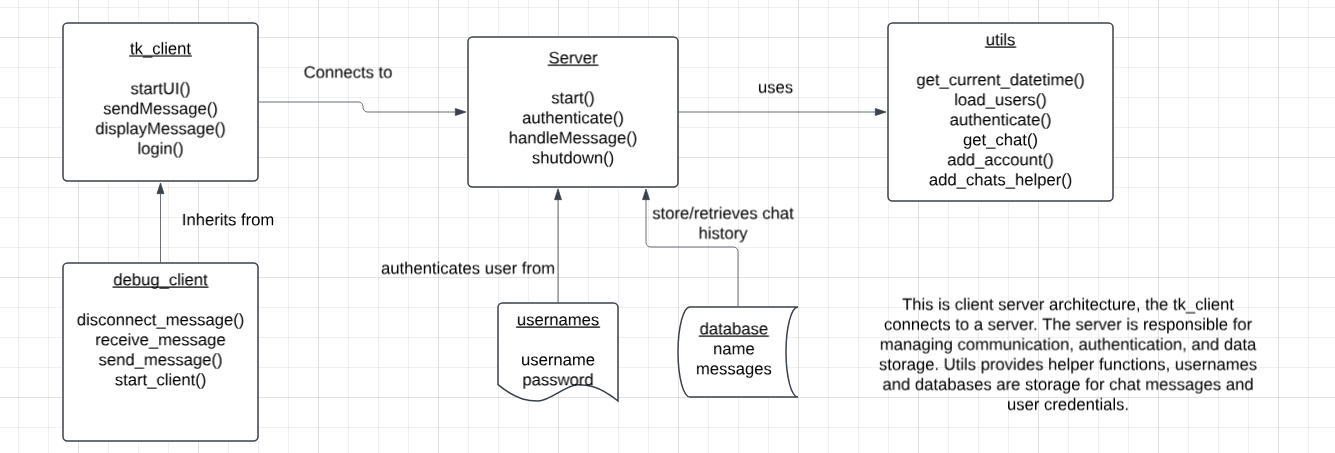 tk_client
startUI()
sendMessage()
displayMessage()
login()
Connects to
Server
start()
authenticate()
handleMessage()
shutdown()
uses
utils
get_current_datetime()
load_users()
authenticate()
get_chat()
add_account()
add_chats_helper()
Inherits from
debug_client
disconnect_message()
receive_message
send_message()
start_client()
authenticates user from
usernames
username
password
store/retrieves chat
history
database
name
messages
This is client server architecture, the tk_client
connects to a server. The server is responsible for
managing communication, authentication, and data
storage. Utils provides helper functions, usernames
and databases are storage for chat messages and
user credentials.